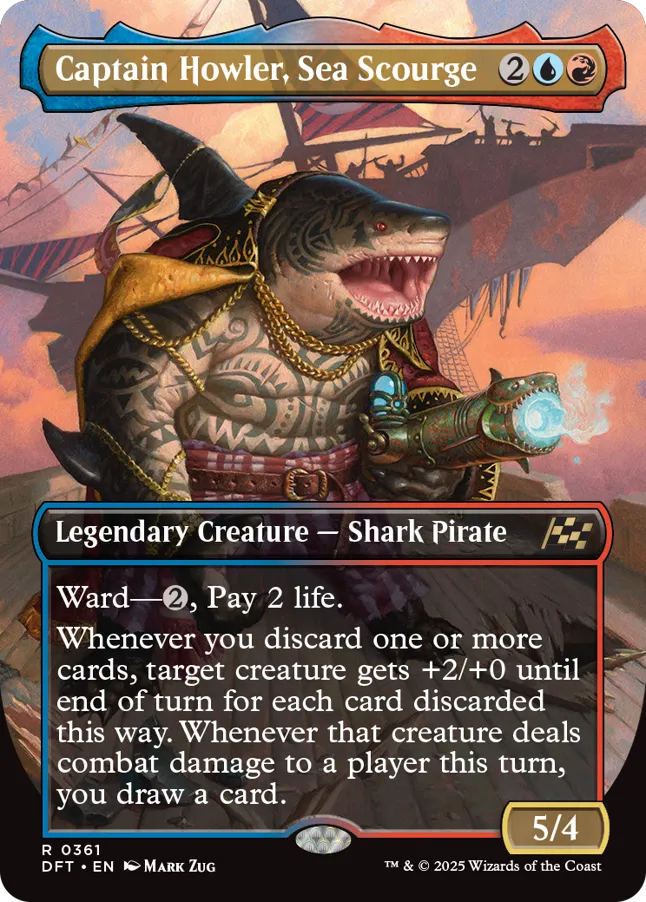 Captain Howler, Sea Scourge 2
Legendary Creature — Shark Pirate
Ward—2, Pay 2 life.
Whenever you discard one or more
cards, target creature gets +2/+0 until
end of turn for each card discarded
this way. Whenever that creature deals
combat damage to a player this turn,
you draw a card.
5/4
R 0361
DFT • EN Mark Zug
™ & © 2025 Wizards of the Coast